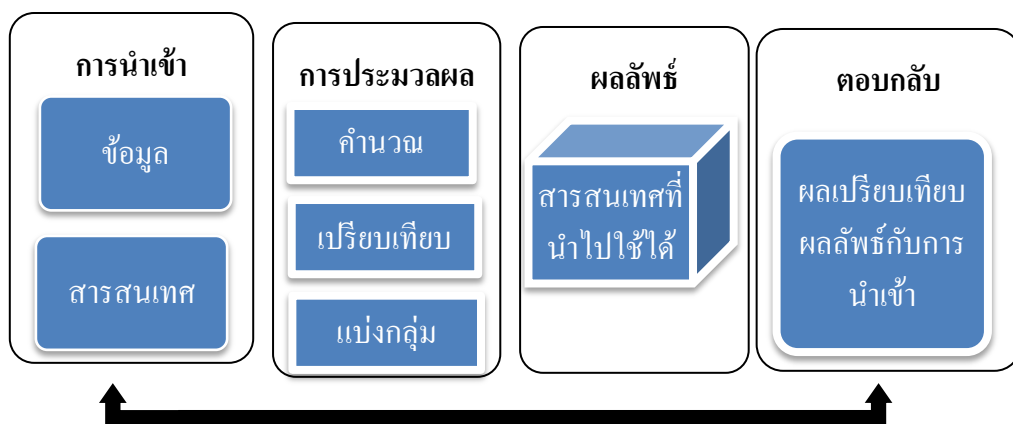 การนำเข้า
ข้อมูล
สารสนเทศ
การประมวลผล
คำนวณ
เปรียบเทียบ
แบ่งกลุ่ม
ผลลัพธ์
สารสนเทศที่
นำไปใช้ได้
ตอบกลับ
ผลเปรียบเทียบ
ผลลัพธ์กับการ
นำเข้า